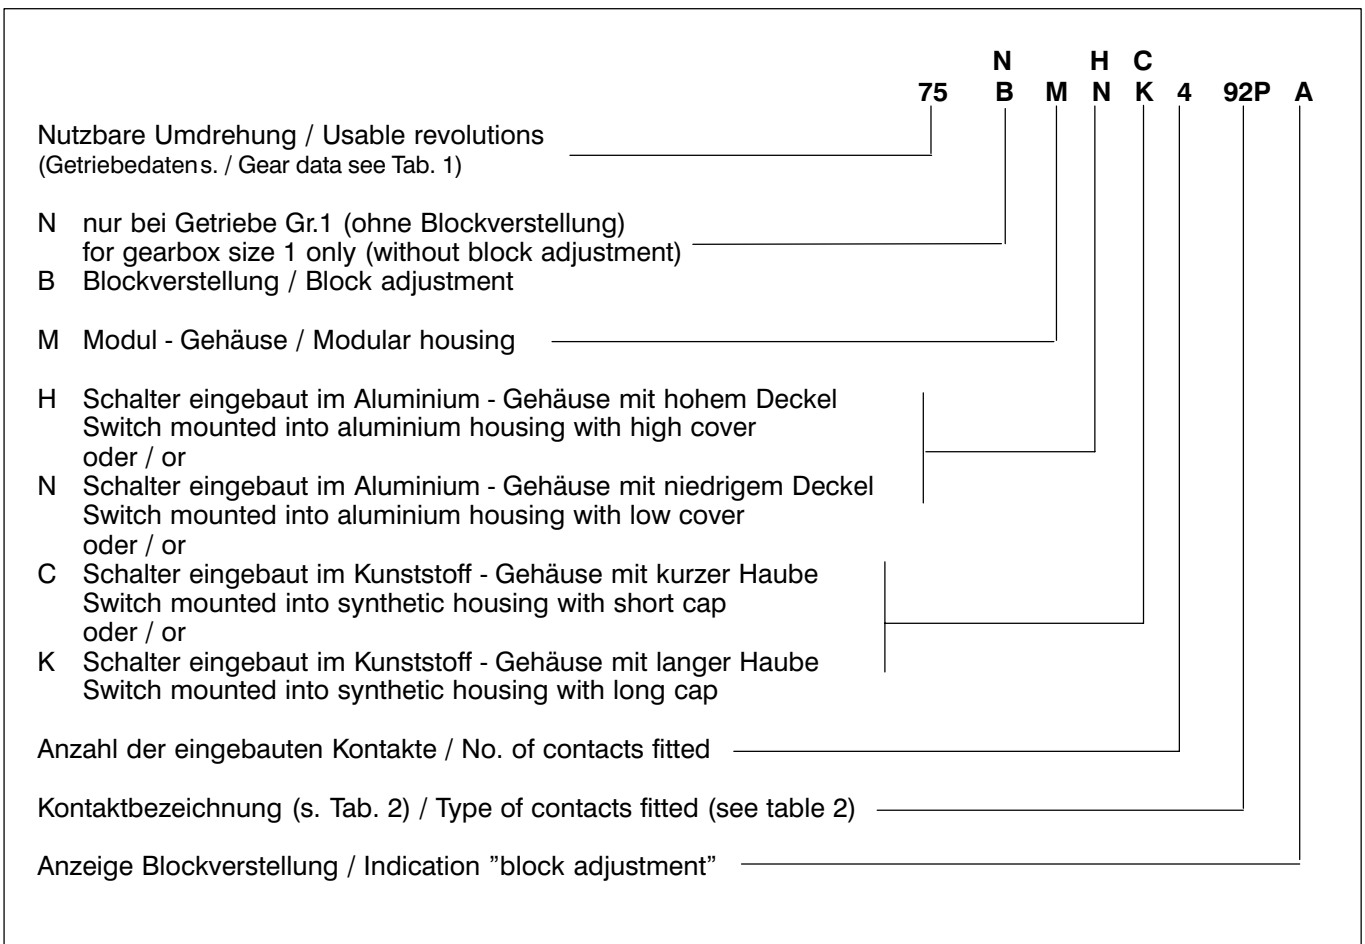 N H C
75 B M N K 4 92P A
Nutzbare Umdrehung / Usable revolutions
(Getriebedaten s. / Gear data see Tab. 1)
N nur bei Getriebe Gr.1 (ohne Blockverstellung)
for gearbox size 1 only (without block adjustment)
B Blockverstellung / Block adjustment
M Modul - Gehäuse / Modular housing
H Schalter eingebaut im Aluminium - Gehäuse mit hohem Deckel
Switch mounted into aluminium housing with high cover
oder / or
N Schalter eingebaut im Aluminium - Gehäuse mit niedrigem Deckel
Switch mounted into aluminium housing with low cover
oder / or
C Schalter eingebaut im Kunststoff - Gehäuse mit kurzer Haube
Switch mounted into synthetic housing with short cap
oder / or
K Schalter eingebaut im Kunststoff - Gehäuse mit langer Haube
Switch mounted into synthetic housing with long cap
Anzahl der eingebauten Kontakte / No. of contacts fitted
Kontaktbezeichnung (s. Tab. 2) / Type of contacts fitted (see table 2)
Anzeige Blockverstellung / Indication ”block adjustment”